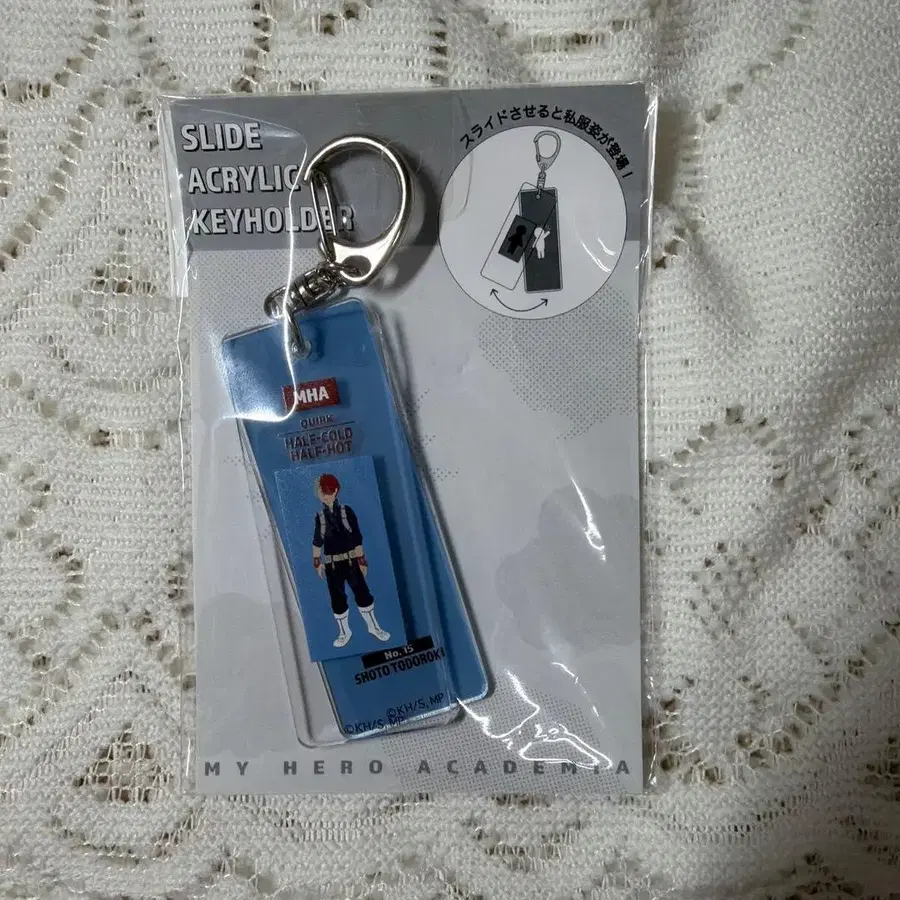 SLIDE
ACRYLIC
KEYHOLDER
スライドさせると私服姿が登場！
MHA
QUIRK
HALF-COLD
HALF-HOT
No. 15
SHOTO TODOROKI
©KH/S, MP
©KH/S, MP
MY HERO ACADEMIA